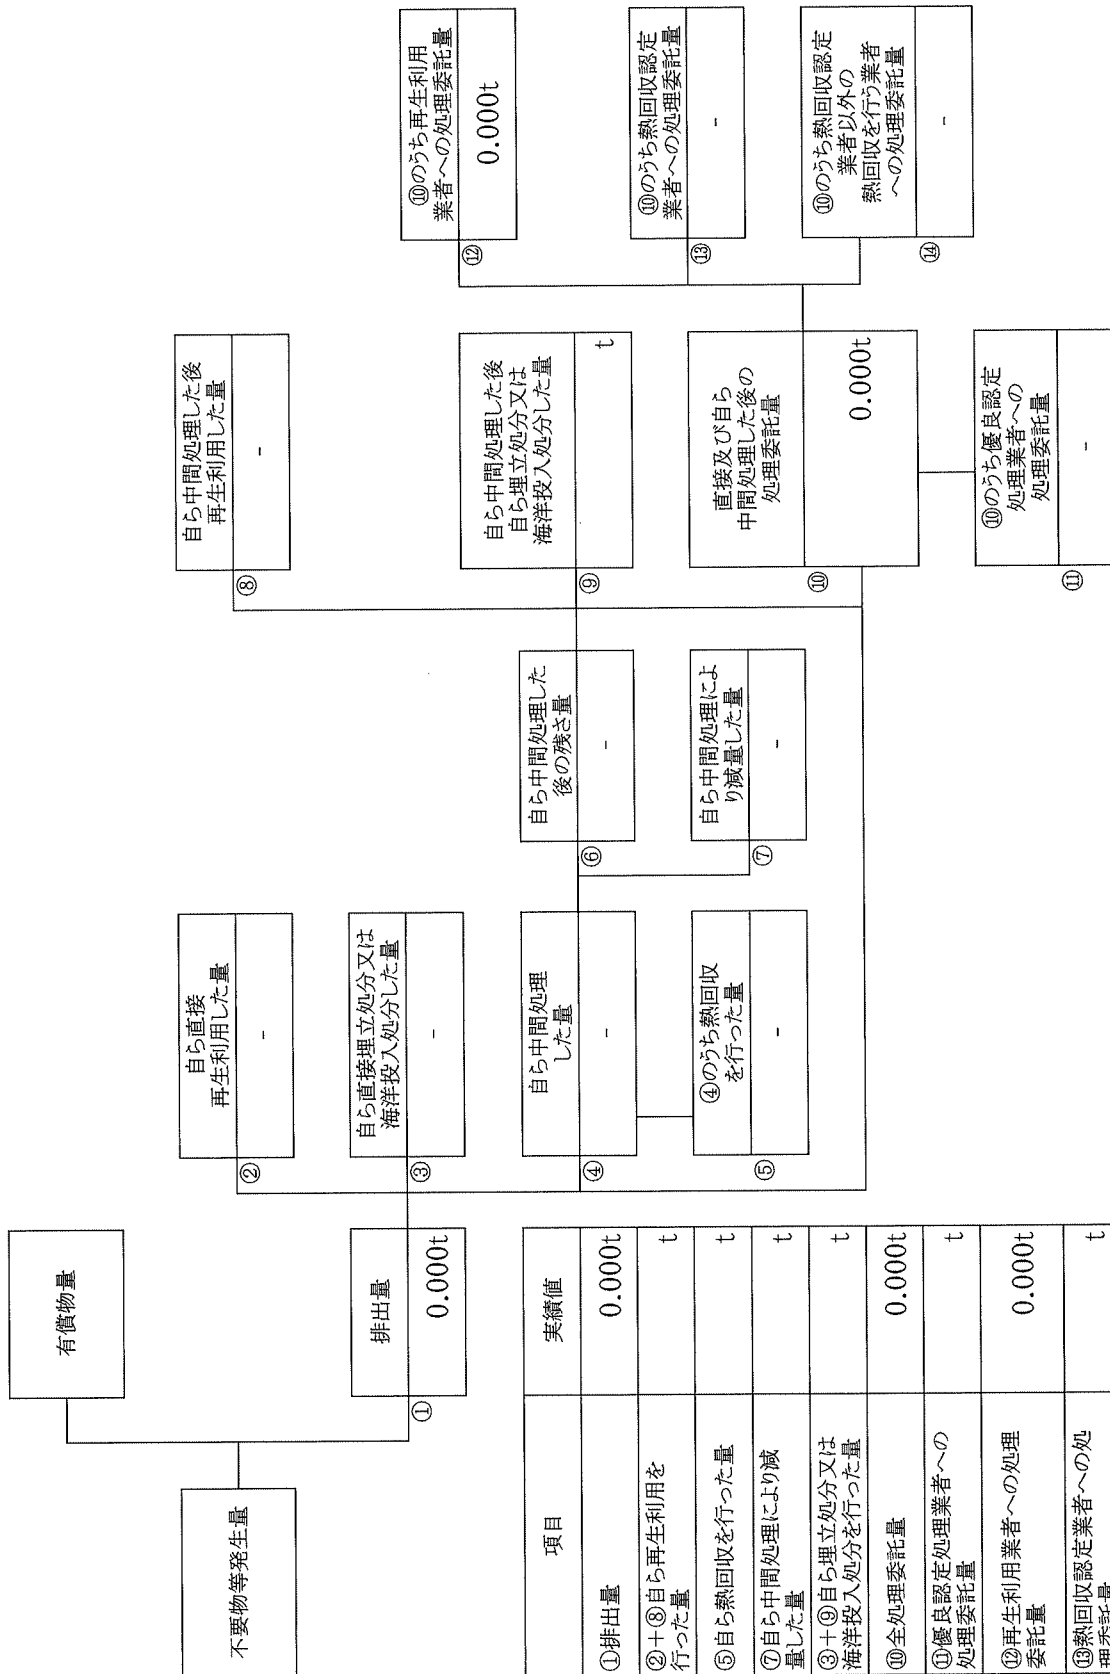 不要物等発生量
有償物量
排出量
①
0.000t
自ら直接
再生利用した量
②
-
自ら直接埋立処分又は
海洋投入処分した量
③
-
自ら中間処理
した量
④
-
④のうち熱回収
を行った量
⑤
-
自ら中間処理した
後の残さ量
⑥
-
自ら中間処理によ
り減量した量
⑦
-
自ら中間処理した後
再生利用した量
⑧
-
自ら中間処理した後
自ら埋立処分又は
海洋投入処分した量
⑨
t
直接及び自ら
中間処理した後の
処理委託量
⑩
0.000t
⑩のうち優良認定
処理業者への
処理委託量
⑪
-
⑩のうち再生利用
業者への処理委託量
⑫
0.000t
⑩のうち熱回収認定
業者への処理委託量
⑬
-
⑩のうち熱回収認定
業者以外の
熱回収を行う業者
への処理委託量
⑭
-
項目 実績値
①排出量 0.000t
②+⑧自ら再生利用を
行った量 t
⑤自ら熱回収を行った量 t
⑦自ら中間処理により減
量した量 t
③+⑨自ら埋立処分又は
海洋投入処分を行った量 t
⑩全処理委託量 0.000t
⑪優良認定処理業者への
処理委託量 t
⑫再生利用業者への処理
委託量 0.000t
⑬熱回収認定業者への処
理委託量 t